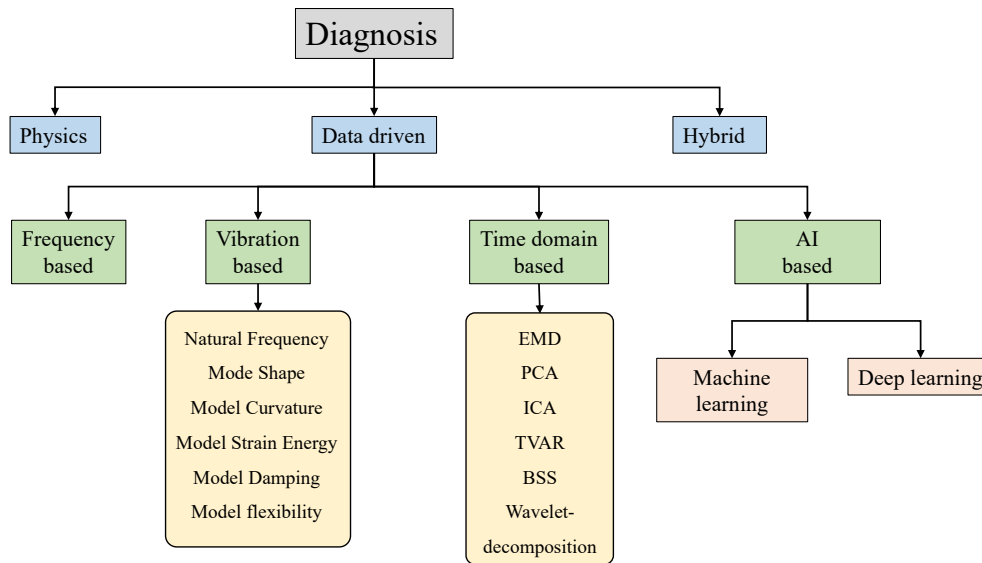 Diagnosis
Physics
Data driven
Hybrid
Frequency
based
Vibration
based
Time domain
based
AI
based
Natural Frequency
Mode Shape
Model Curvature
Model Strain Energy
Model Damping
Model flexibility
EMD
PCA
ICA
TVAR
BSS
Wavelet-
decomposition
Machine
learning
Deep learning